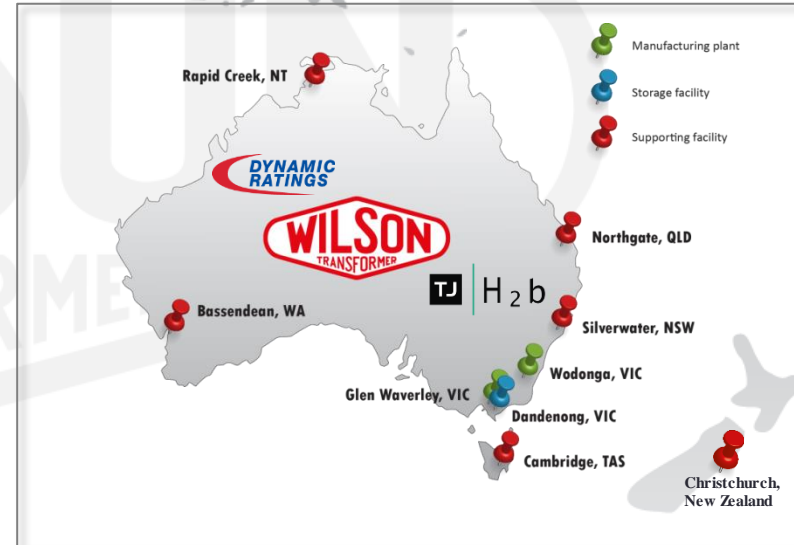 Manufacturing plant
Rapid Creek, NT
Storage facility
Supporting facility
DYNAMIC
RATINGS
WILSON
TRANSFORMER
Northgate, QLD
TJ H2b
Bassendean, WA
Silverwater, NSW
Wodonga, VIC
Glen Waverley, VIC
Dandenong, VIC
Cambridge, TAS
Christchurch,
New Zealand